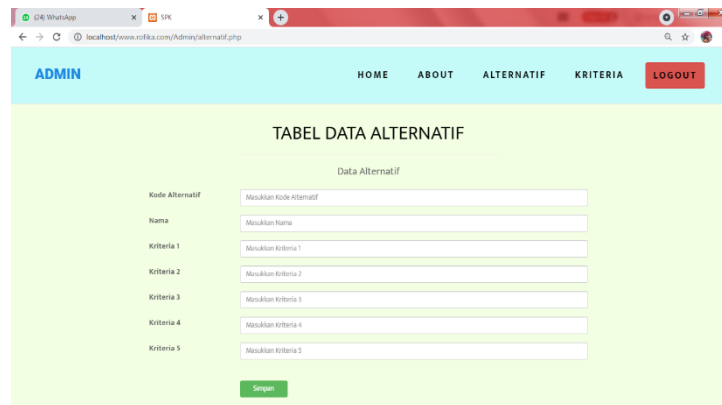 (24) WhatsApp
SPK
localhost/www.rofika.com/Admin/alternatif.php
ADMIN
HOME ABOUT ALTERNATIF KRITERIA LOGOUT
TABEL DATA ALTERNATIF
Data Alternatif
Kode Alternatif Masukkan Kode Alternatif
Nama Masukkan Nama
Kriteria 1 Masukkan Kriteria 1
Kriteria 2 Masukkan Kriteria 2
Kriteria 3 Masukkan Kriteria 3
Kriteria 4 Masukkan Kriteria 4
Kriteria 5 Masukkan Kriteria 5
Simpan